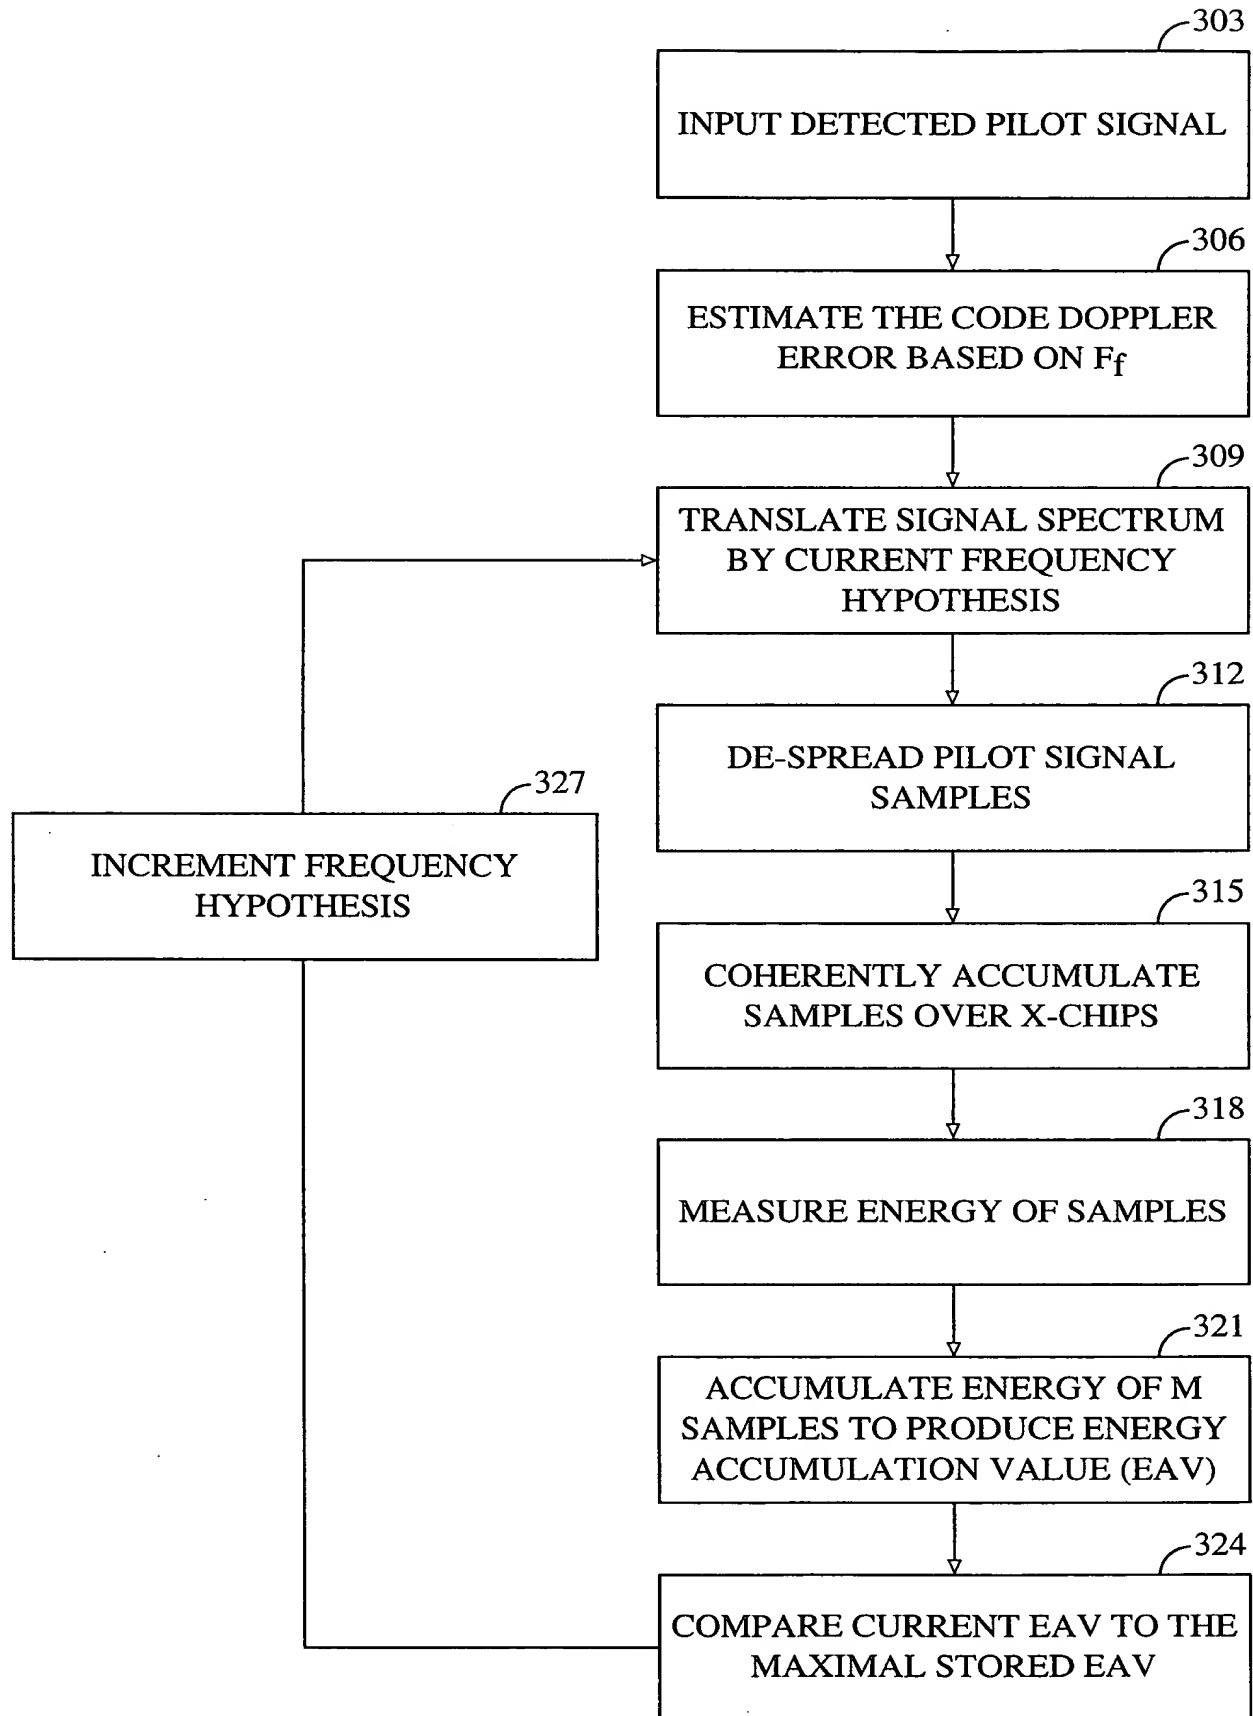 303
INPUT DETECTED PILOT SIGNAL
306
ESTIMATE THE CODE DOPPLER
ERROR BASED ON Ff
309
TRANSLATE SIGNAL SPECTRUM
BY CURRENT FREQUENCY
HYPOTHESIS
312
DE-SPREAD PILOT SIGNAL
SAMPLES
327
INCREMENT FREQUENCY
HYPOTHESIS
315
COHERENTLY ACCUMULATE
SAMPLES OVER X-CHIPS
318
MEASURE ENERGY OF SAMPLES
321
ACCUMULATE ENERGY OF M
SAMPLES TO PRODUCE ENERGY
ACCUMULATION VALUE (EAV)
324
COMPARE CURRENT EAV TO THE
MAXIMAL STORED EAV